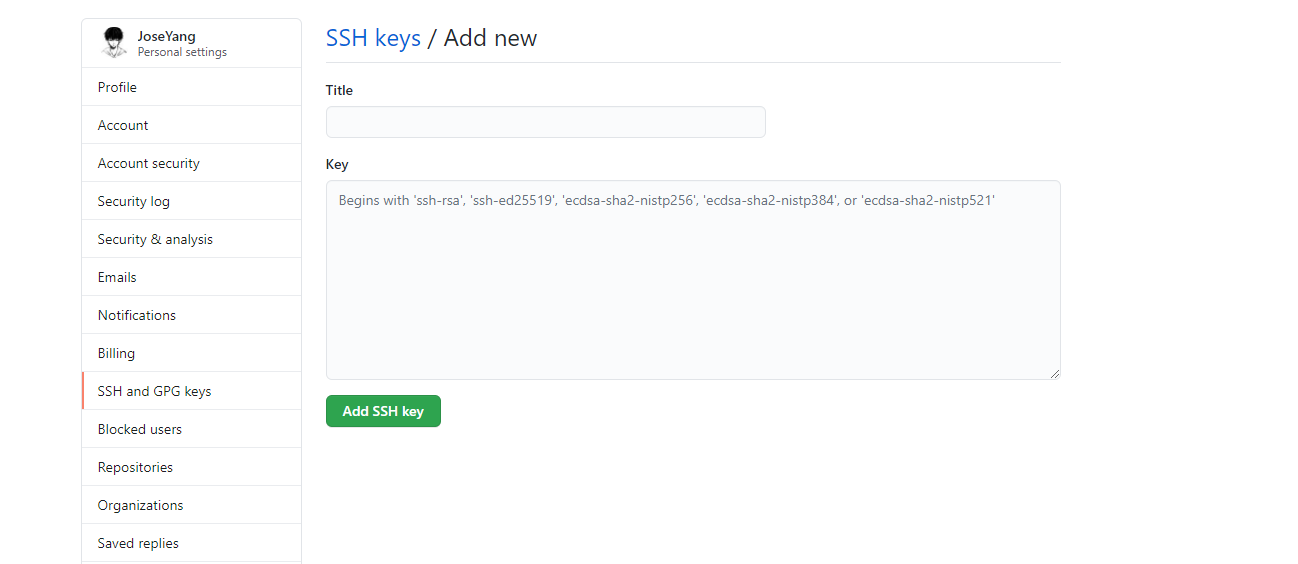 JoseYang
Personal settings
Profile
Account
Account security
Security log
Security & analysis
Emails
Notifications
Billing
SSH and GPG keys
Blocked users
Repositories
Organizations
Saved replies
SSH keys / Add new
Title
Key
Begins with 'ssh-rsa', 'ssh-ed25519', 'ecdsa-sha2-nistp256', 'ecdsa-sha2-nistp384', or 'ecdsa-sha2-nistp521'
Add SSH key